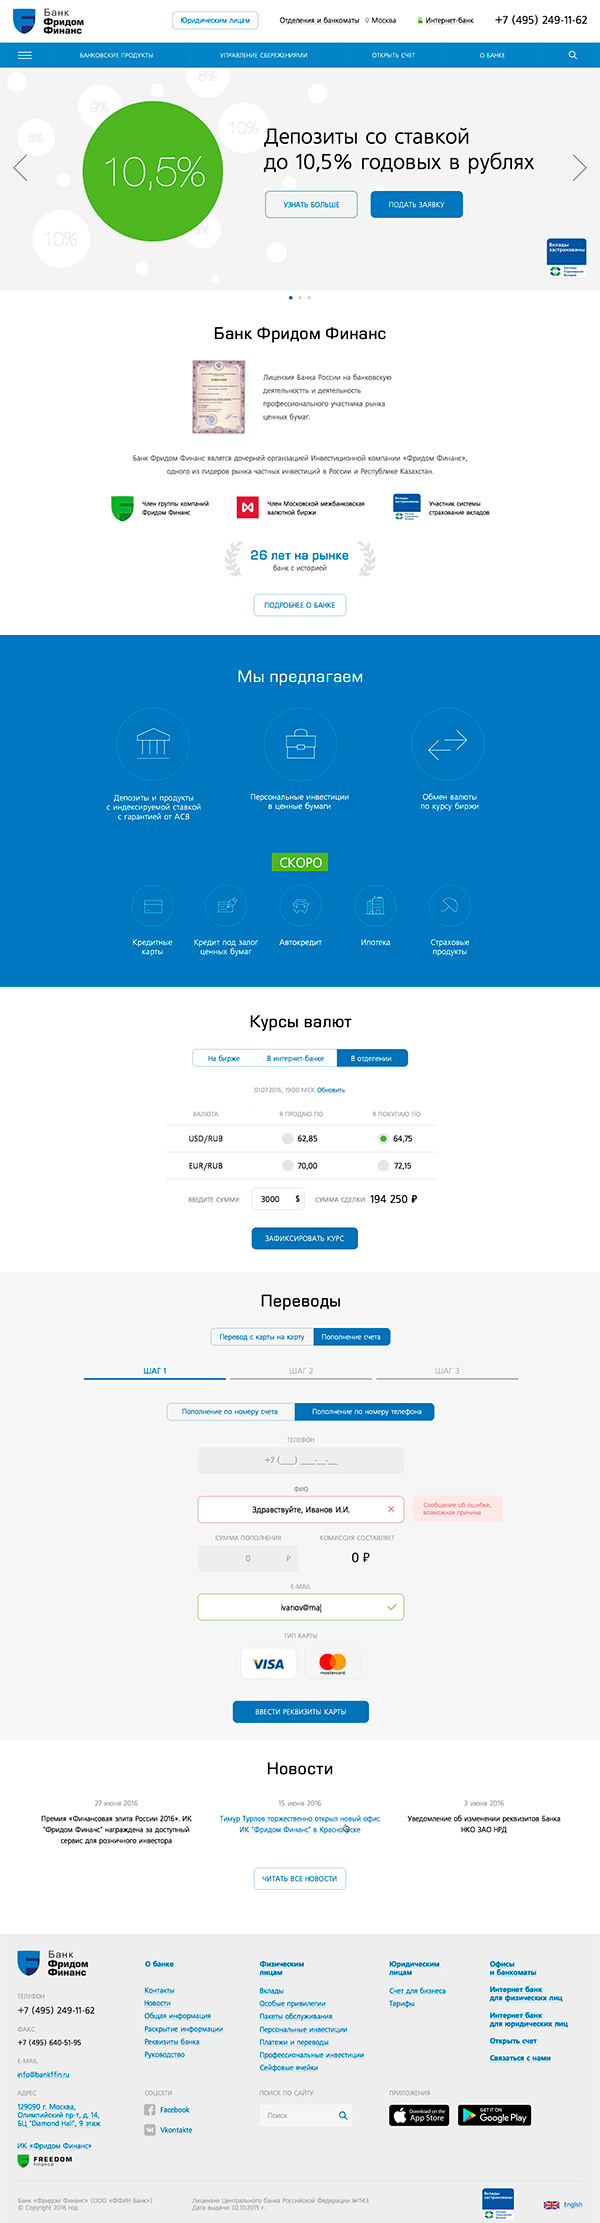 Банк
Фридом
Финанс
Юридическим лицам
Отделения и банкоматы
Москва
Интернет-банк
+7 (495) 249-11-62
БАНКОВСКИЕ ПРОДУКТЫ
УПРАВЛЕНИЕ СБЕРЕЖЕНИЯМИ
ОТКРЫТЬ СЧЕТ
О БАНКЕ
8%
9%
10%
10,5%
10%
Депозиты со ставкой
до 10,5% годовых в рублях
УЗНАТЬ БОЛЬШЕ
ПОДАТЬ ЗАЯВКУ
Вклады
застрахованы
Система
Страхования
Вкладов
Банк Фридом Финанс
Лицензия Банка России на банковскую
деятельность и деятельность
профессионального участника рынка
ценных бумаг.
Банк Фридом Финанс являтся дочерней органзацией Инвестиционной компании «Фридом Финанс»,
одного из лидеров рынка частных инвестиций в России и Республике Казахстан.
Член группы компаний
Фридом Финанс
Член Московской межбанковская
валютной биржи
Вклады
застрахованы
Участник системы
страхования вкладов
26 лет на рынке
банк с историей
ПОДРОБНЕЕ О БАНКЕ
Мы предлагаем
Депозиты и продукты
с индексируемой ставкой
с гарантией от АСВ
Персональные инвестиции
в ценные бумаги
Обмен валюты
по курсу биржи
СКОРО
Кредитные
карты
Кредит под залог
ценных бумаг
Автокредит
Ипотека
Страховые
продукты
Курсы валют
На бирже
В интернет-банке
В отделении
01.07.2016, 19:00 МСК Обновить
ВАЛЮТА
Я ПРОДАЮ ПО
Я ПОКУПАЮ ПО
USD/RUB
62,85
64,75
EUR/RUB
70,00
72,15
ВВЕДИТЕ СУММУ:
3000 $
СУММА СДЕЛКИ: 194 250 ₽
ЗАФИКСИРОВАТЬ КУРС
Переводы
Перевод с карты на карту
Пополнение счета
ШАГ 1
ШАГ 2
ШАГ 3
Пополнение по номеру счета
Пополнение по номеру телефона
ТЕЛЕФОН
+7 (___) ___-__-__
ФИО
Здравствуйте, Иванов И.И.
Сообщение об ошибке,
возможная причина
СУММА ПОПОЛНЕНИЯ
КОМИССИЯ СОСТАВЛЯЕТ
0 ₽
0 ₽
E-MAIL
ivanov@ma|
ТИП КАРТЫ
VISA
mastercard
ВВЕСТИ РЕКВИЗИТЫ КАРТЫ
Новости
27 июня 2016
Премия «Финансовая элита России 2016». ИК
"Фридом Финанс" награждена за доступный
сервис для розничного инвестора
15 июня 2016
Тимур Турлов торжественно открыл новый офис
ИК "Фридом Финанс" в Красноярске
3 июня 2016
Уведомление об изменении реквизитов Банка
НКО ЗАО НРД
ЧИТАТЬ ВСЕ НОВОСТИ
Банк
Фридом
Финанс
ТЕЛЕФОН
+7 (495) 249-11-62
ФАКС
+7 (495) 640-51-95
E-MAIL
info@bankffin.ru
АДРЕС
129090 г. Москва,
Олимпийский пр-т, д. 14,
БЦ "Diamond Hall", 9 этаж
ИК «Фридом Финанс»
FREEDOM
finance
О банке
Контакты
Новости
Общая информация
Раскрытие информации
Реквизиты банка
Руководство
СОЦСЕТИ
Facebook
Vkontakte
Физическим
лицам
Вклады
Особые привилегии
Пакеты обслуживания
Персональные инвестиции
Платежи и переводы
Профессиональные инвестиции
Сейфовые ячейки
ПОИСК ПО САЙТУ
Поиск
Юридическим
лицам
Счет для бизнеса
Тарифы
ПРИЛОЖЕНИЯ
Download on the
App Store
GET IT ON
Google Play
Офисы
и банкоматы
Интернет банк
для физических лиц
Интернет банк
для юридических лиц
Открыть счет
Связаться с нами
Банк «Фридом Финанс» (ООО «ФФИН Банк»)
© Copyright 2016 год
Лицензия Центрального банка Российской Федерации №1143
Дата выдачи: 02.10.2015 г.
Вклады
застрахованы
English